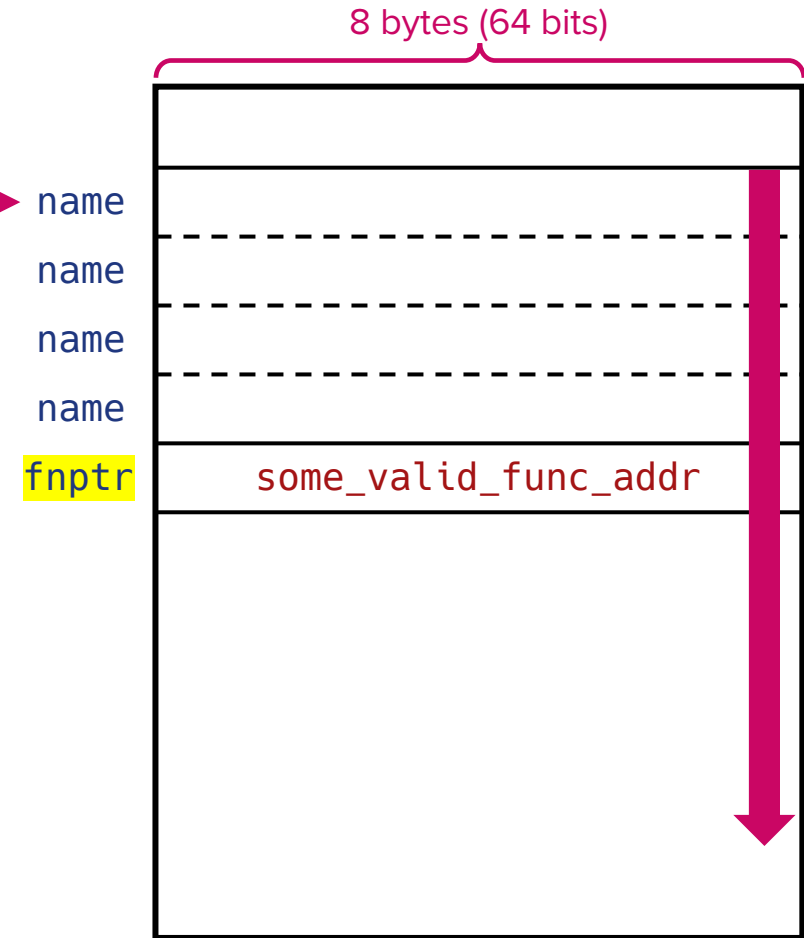 8 bytes (64 bits)
name
name
name
name
fnptr some_valid_func_addr